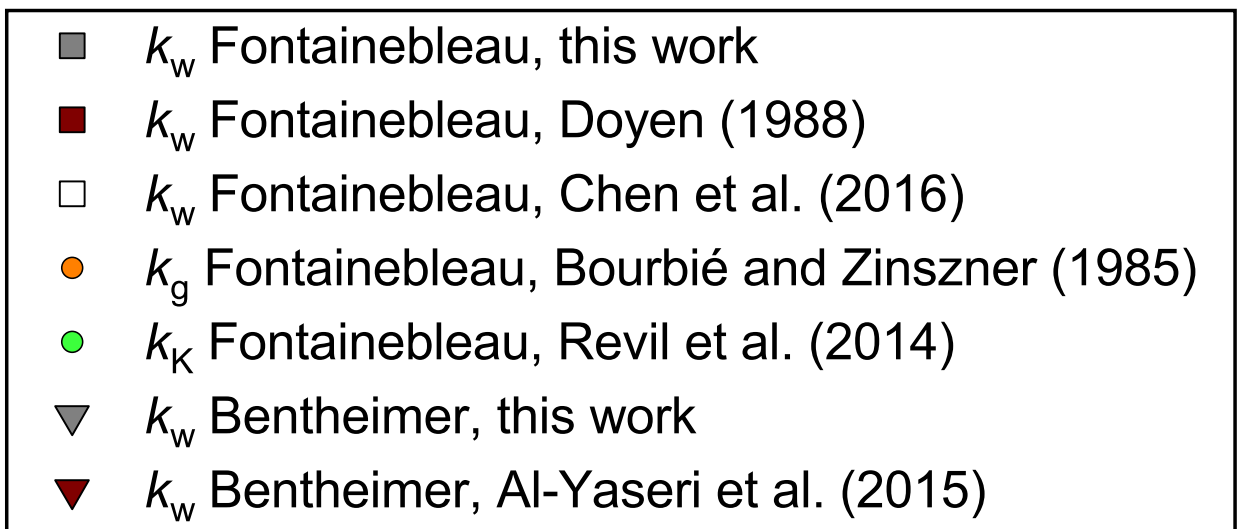 kw Fontainebleau, this work
kw Fontainebleau, Doyen (1988)
kw Fontainebleau, Chen et al. (2016)
kg Fontainebleau, Bourbié and Zinszner (1985)
kK Fontainebleau, Revil et al. (2014)
kw Bentheimer, this work
kw Bentheimer, Al-Yaseri et al. (2015)